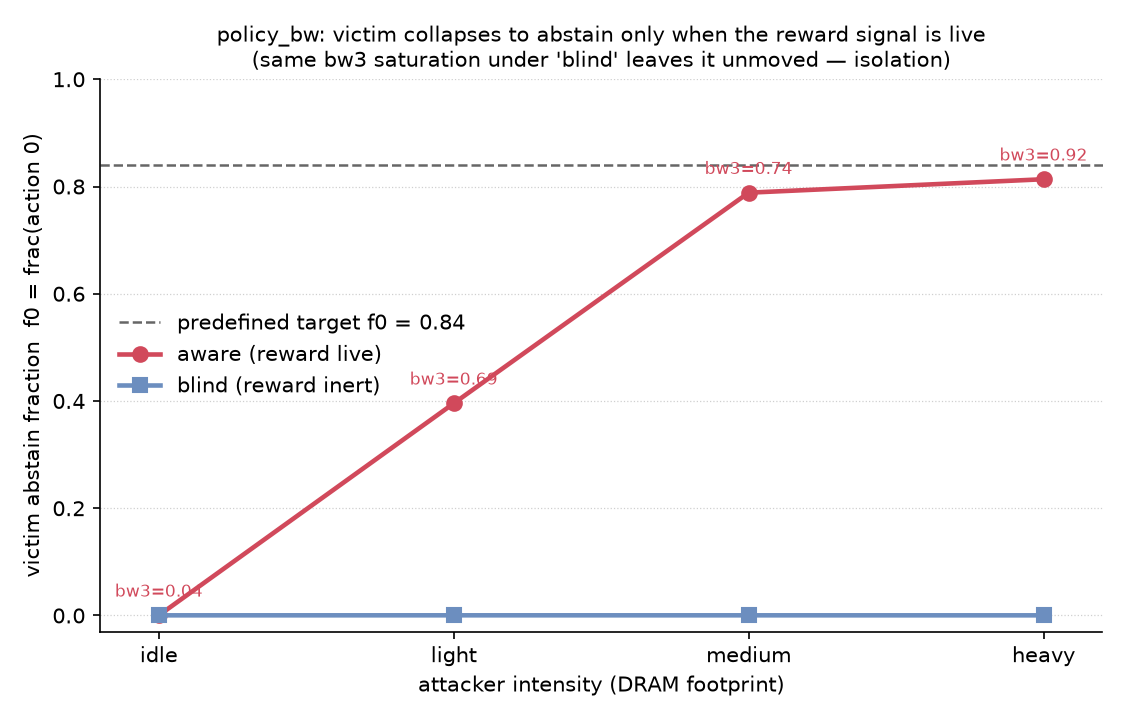 policy_bw: victim collapses to abstain only when the reward signal is live
(same bw3 saturation under 'blind' leaves it unmoved — isolation)
victim abstain fraction f0 = frac(action 0)
1.0
0.8
0.6
0.4
0.2
0.0
bw3=0.92
bw3=0.74
bw3=0.69
bw3=0.04
predefined target f0 = 0.84
aware (reward live)
blind (reward inert)
idle
light
medium
heavy
attacker intensity (DRAM footprint)